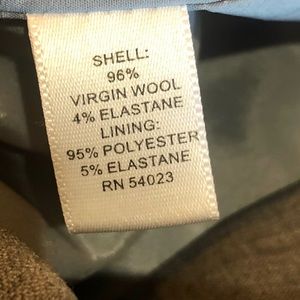 SHELL:
96%
VIRGIN WOOL
4% ELASTANE
LINING:
95% POLYESTER
5% ELASTANE
RN 54023